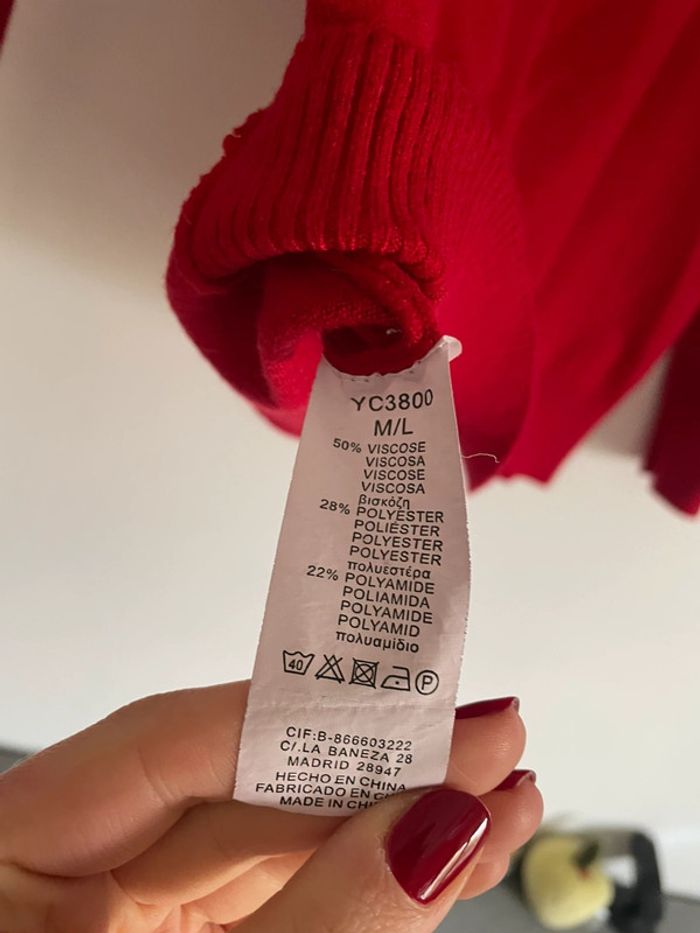 YC3800
M/L
50% VISCOSE
VISCOSA
VISCOSE
VISCOSA
βισκόζη
28% POLYESTER
POLIÉSTER
POLYESTER
POLYESTER
πολυεστέρα
22% POLYAMIDE
POLIAMIDA
POLYAMIDE
POLYAMID
πολυαμίδιο
40
P
CIF:B-866603222
C/.LA BANEZA 28
MADRID 28947
HECHO EN CHINA
FABRICADO EN
MADE IN